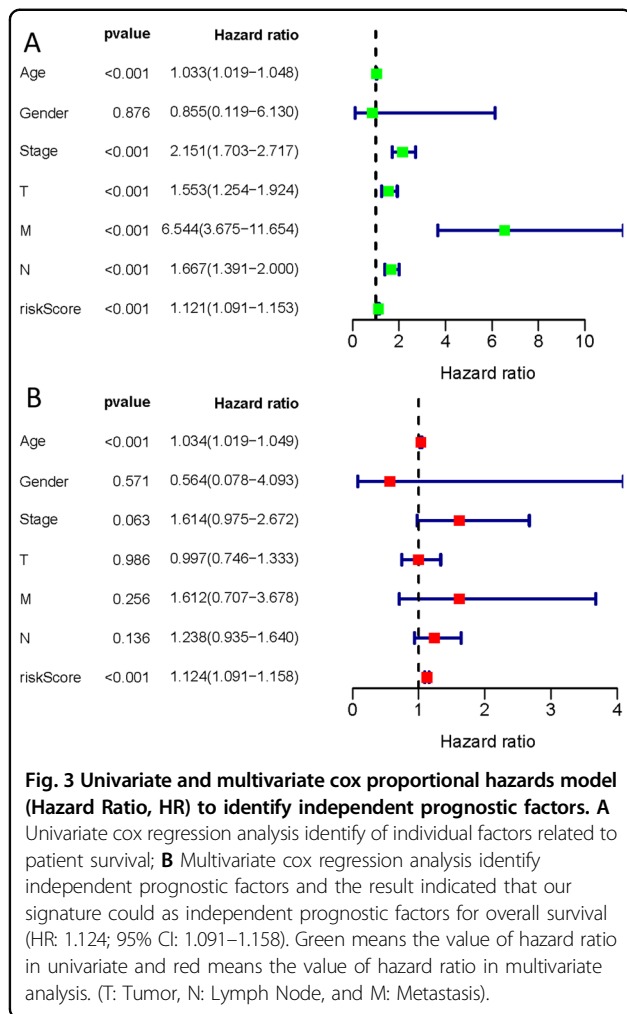 A
pvalue Hazard ratio
Age <0.001 1.033(1.019−1.048)
Gender 0.876 0.855(0.119−6.130)
Stage <0.001 2.151(1.703−2.717)
T <0.001 1.553(1.254−1.924)
M <0.001 6.544(3.675−11.654)
N <0.001 1.667(1.391−2.000)
riskScore <0.001 1.121(1.091−1.153)
0 2 4 6 8 10
Hazard ratio
B
pvalue Hazard ratio
Age <0.001 1.034(1.019−1.049)
Gender 0.571 0.564(0.078−4.093)
Stage 0.063 1.614(0.975−2.672)
T 0.986 0.997(0.746−1.333)
M 0.256 1.612(0.707−3.678)
N 0.136 1.238(0.935−1.640)
riskScore <0.001 1.124(1.091−1.158)
0 1 2 3 4
Hazard ratio
Fig. 3 Univariate and multivariate cox proportional hazards model
(Hazard Ratio, HR) to identify independent prognostic factors. A
Univariate cox regression analysis identify of individual factors related to
patient survival; B Multivariate cox regression analysis identify
independent prognostic factors and the result indicated that our
signature could as independent prognostic factors for overall survival
(HR: 1.124; 95% CI: 1.091–1.158). Green means the value of hazard ratio
in univariate and red means the value of hazard ratio in multivariate
analysis. (T: Tumor, N: Lymph Node, and M: Metastasis).